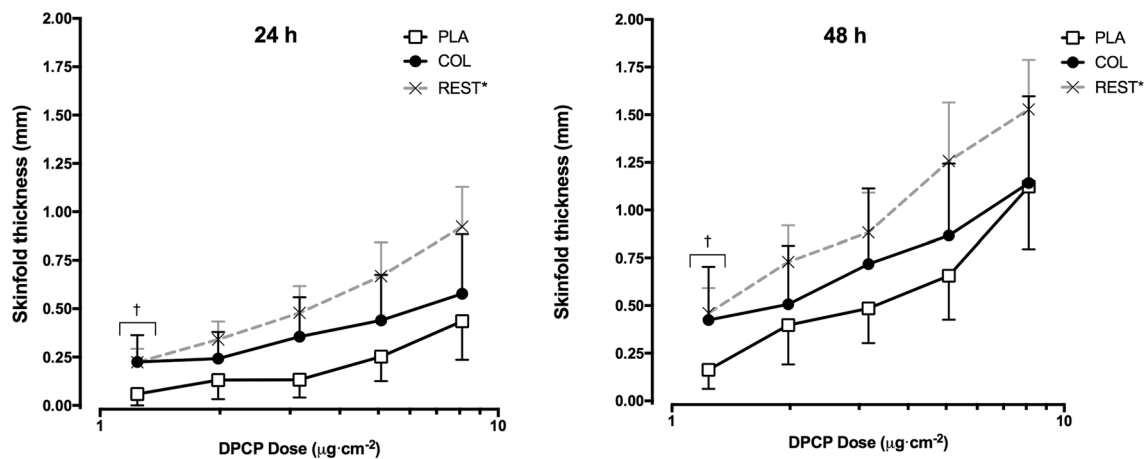 24 h
PLA
COL
REST*
Skinfold thickness (mm)
2.00
1.75
1.50
1.25
1.00
0.75
0.50
0.25
0.00
†
1
10
DPCP Dose (μg·cm-2)
48 h
PLA
COL
REST*
Skinfold thickness (mm)
2.00
1.75
1.50
1.25
1.00
0.75
0.50
0.25
0.00
†
1
10
DPCP Dose (μg·cm-2)